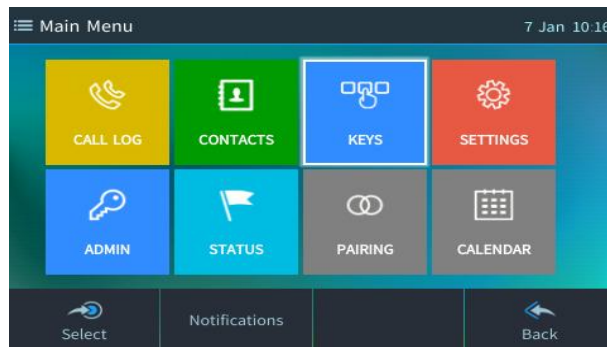 Main Menu 7 Jan 10:16
CALL LOG CONTACTS KEYS SETTINGS
ADMIN STATUS PAIRING CALENDAR
Select Notifications Back